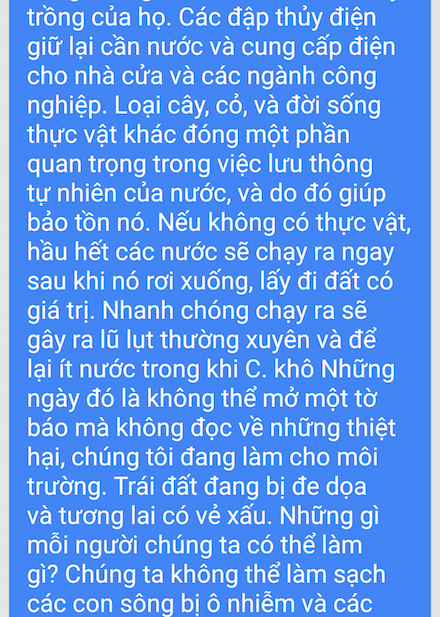 trồng của họ. Các đập thủy điện
giữ lại cần nước và cung cấp điện
cho nhà cửa và các ngành công
nghiệp. Loại cây, cỏ, và đời sống
thực vật khác đóng một phần
quan trọng trong việc lưu thông
tự nhiên của nước, và do đó giúp
bảo tồn nó. Nếu không có thực vật,
hầu hết các nước sẽ chạy ra ngay
sau khi nó rơi xuống, lấy đi đất có
giá trị. Nhanh chóng chạy ra sẽ
gây ra lũ lụt thường xuyên và để
lại ít nước trong khi C. khô Những
ngày đó là không thể mở một tờ
báo mà không đọc về những thiệt
hại, chúng tôi đang làm cho môi
trường. Trái đất đang bị đe dọa
và tương lai có vẻ xấu. Những gì
mỗi người chúng ta có thể làm
gì? Chúng ta không thể làm sạch
các con sông bị ô nhiễm và các